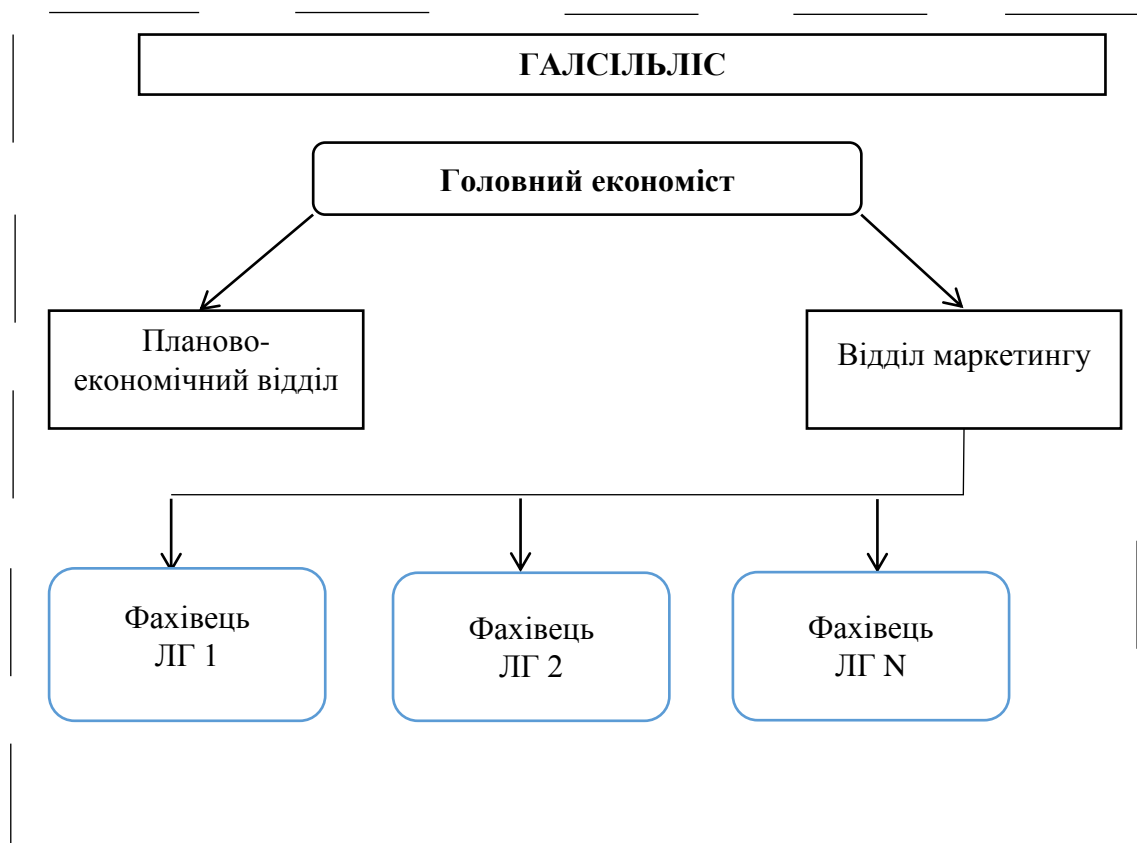 ГАЛСІЛЬЛІС
Головний економіст
Планово-
економічний відділ
Відділ маркетингу
Фахівець
ЛГ 1
Фахівець
ЛГ 2
Фахівець
ЛГ N